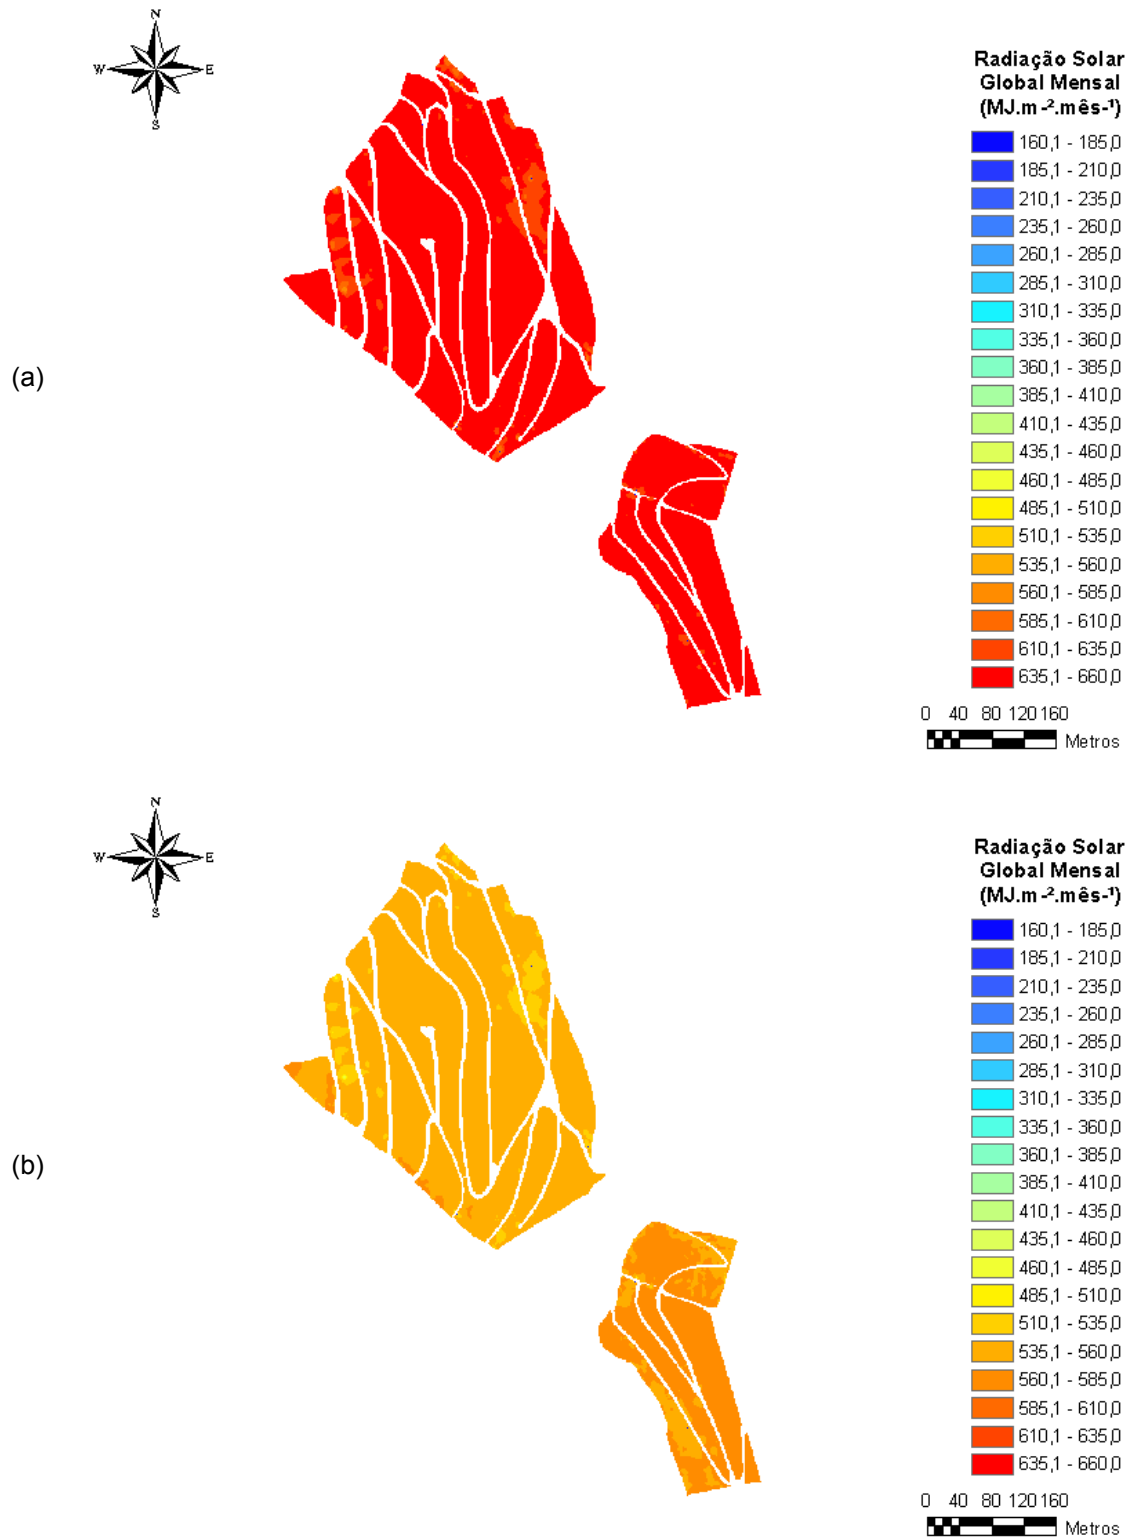 N
W
E
S
Radiação Solar
Global Mensal
(MJ.m-².mês-¹)
160,1 - 185,0
185,1 - 210,0
210,1 - 235,0
235,1 - 260,0
260,1 - 285,0
285,1 - 310,0
310,1 - 335,0
335,1 - 360,0
360,1 - 385,0
385,1 - 410,0
410,1 - 435,0
435,1 - 460,0
460,1 - 485,0
485,1 - 510,0
510,1 - 535,0
535,1 - 560,0
560,1 - 585,0
585,1 - 610,0
610,1 - 635,0
635,1 - 660,0
(a)
0 40 80 120 160
Metros
N
W
E
S
Radiação Solar
Global Mensal
(MJ.m-².mês-¹)
160,1 - 185,0
185,1 - 210,0
210,1 - 235,0
235,1 - 260,0
260,1 - 285,0
285,1 - 310,0
310,1 - 335,0
335,1 - 360,0
360,1 - 385,0
385,1 - 410,0
410,1 - 435,0
435,1 - 460,0
460,1 - 485,0
485,1 - 510,0
510,1 - 535,0
535,1 - 560,0
560,1 - 585,0
585,1 - 610,0
610,1 - 635,0
635,1 - 660,0
(b)
0 40 80 120 160
Metros